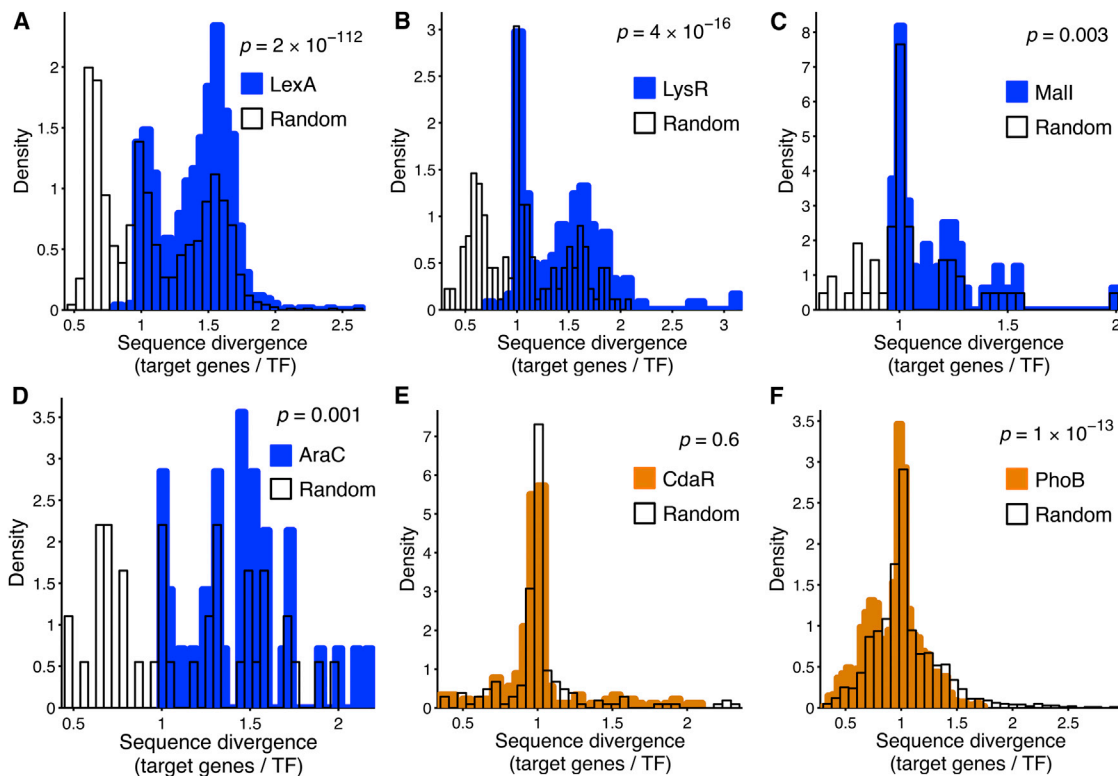 A
p = 2 × 10⁻¹¹²
LexA
Random
Density
2
1.5
1
0.5
0
0.5
1
1.5
2
2.5
Sequence divergence
(target genes / TF)
B
p = 4 × 10⁻¹⁶
LysR
Random
Density
3
2.5
2
1.5
1
0.5
0
0.5
1
1.5
2
2.5
3
Sequence divergence
(target genes / TF)
C
p = 0.003
MalI
Random
Density
8
7
6
5
4
3
2
1
0
1
1.5
2
Sequence divergence
(target genes / TF)
D
p = 0.001
AraC
Random
Density
3.5
3
2.5
2
1.5
1
0.5
0
0.5
1
1.5
2
Sequence divergence
(target genes / TF)
E
p = 0.6
CdaR
Random
Density
7
6
5
4
3
2
1
0
0.5
1
1.5
2
Sequence divergence
(target genes / TF)
F
p = 1 × 10⁻¹³
PhoB
Random
Density
3.5
3
2.5
2
1.5
1
0.5
0
0.5
1
1.5
2
2.5
Sequence divergence
(target genes / TF)